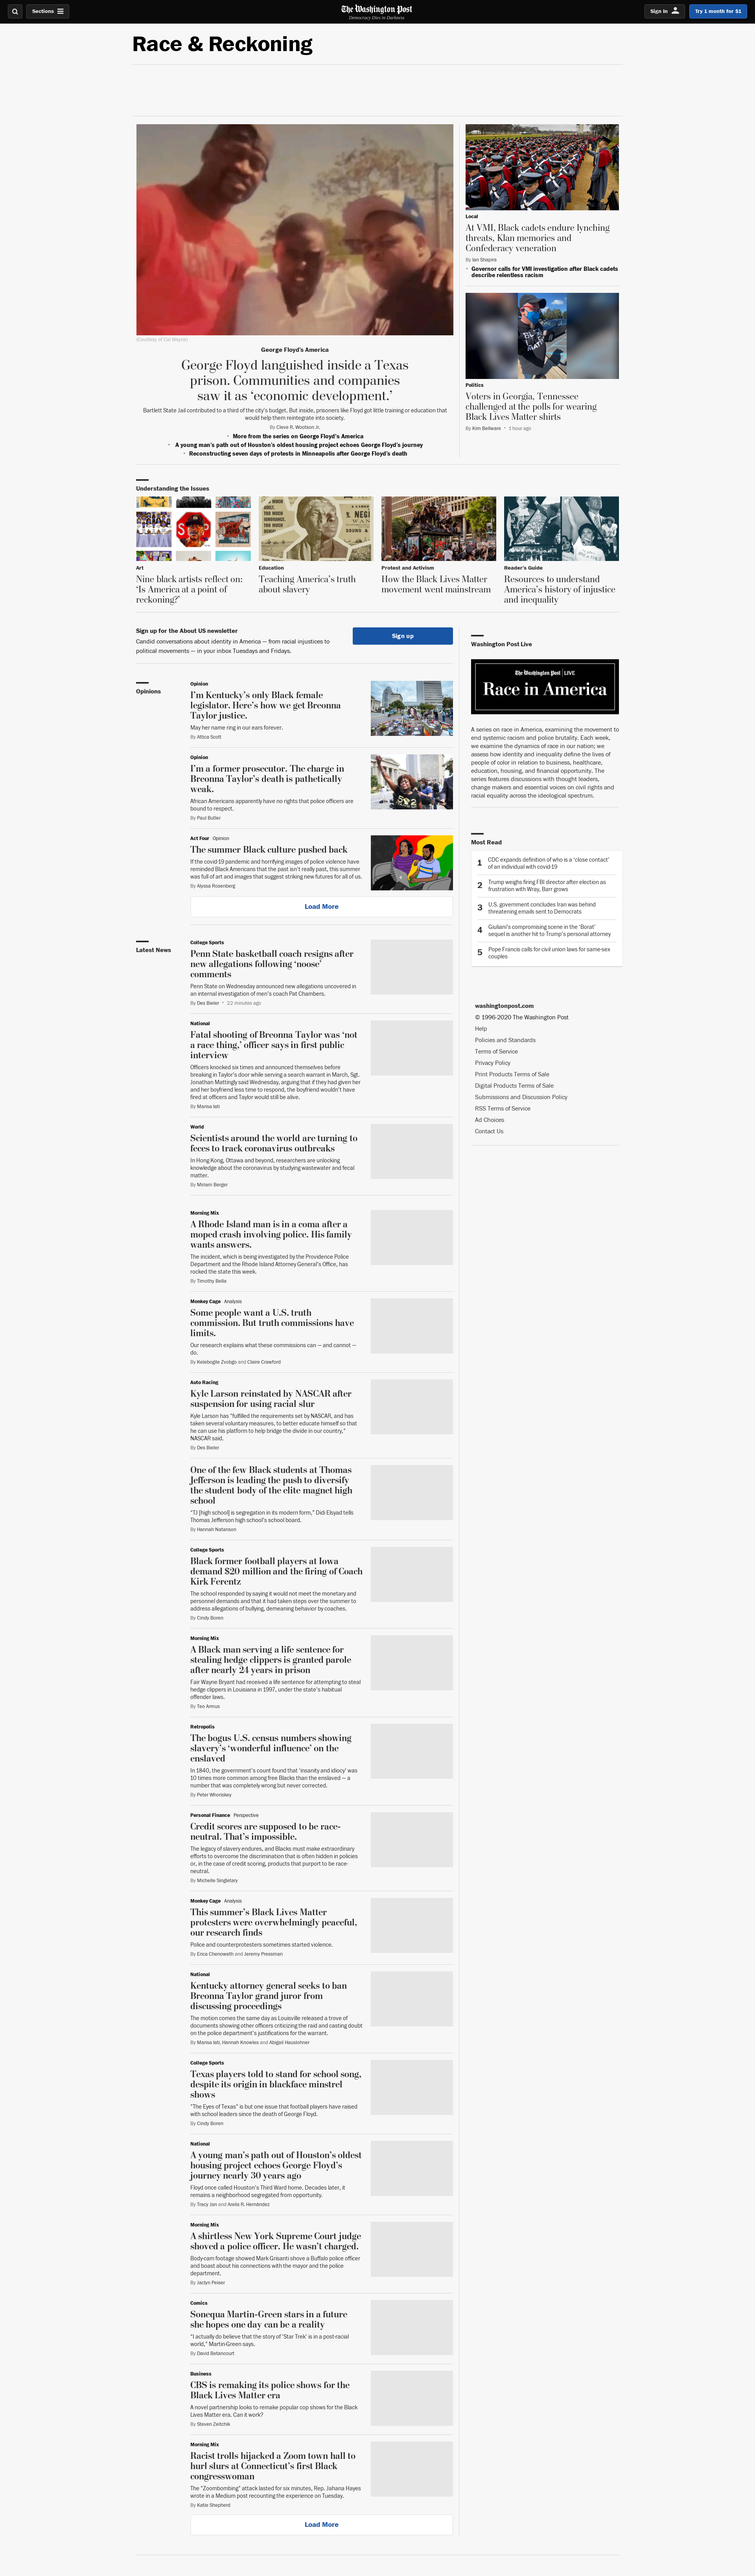 Sections
The Washington Post
Democracy Dies in Darkness
Sign in
Try 1 month for $1
Race & Reckoning
(Courtesy of Cal Wayne)
George Floyd's America
George Floyd languished inside a Texas
prison. Communities and companies
saw it as 'economic development.'
Bartlett State Jail contributed to a third of the city's budget. But inside, prisoners like Floyd got little training or education that
would help them reintegrate into society.
By Cleve R. Wootson Jr.
• More from the series on George Floyd's America
• A young man's path out of Houston's oldest housing project echoes George Floyd's journey
• Reconstructing seven days of protests in Minneapolis after George Floyd's death
Local
At VMI, Black cadets endure lynching
threats, Klan memories and
Confederacy veneration
By Ian Shapira
• Governor calls for VMI investigation after Black cadets
describe relentless racism
Politics
Voters in Georgia, Tennessee
challenged at the polls for wearing
Black Lives Matter shirts
By Kim Bellware • 1 hour ago
Understanding the Issues
Art
Nine black artists reflect on:
'Is America at a point of
reckoning?'
Education
Teaching America's truth
about slavery
Protest and Activism
How the Black Lives Matter
movement went mainstream
Reader's Guide
Resources to understand
America's history of injustice
and inequality
Sign up for the About US newsletter
Candid conversations about identity in America — from racial injustices to
political movements — in your inbox Tuesdays and Fridays.
Sign up
Opinions
Opinion
I'm Kentucky's only Black female
legislator. Here's how we get Breonna
Taylor justice.
May her name ring in our ears forever.
By Attica Scott
Opinion
I'm a former prosecutor. The charge in
Breonna Taylor's death is pathetically
weak.
African Americans apparently have no rights that police officers are
bound to respect.
By Paul Butler
Act Four Opinion
The summer Black culture pushed back
If the covid-19 pandemic and horrifying images of police violence have
reminded Black Americans that the past isn't really past, this summer
was full of art and images that suggest striking new futures for all of us.
By Alyssa Rosenberg
Load More
Washington Post Live
The Washington Post LIVE
Race in America
A series on race in America, examining the movement to
end systemic racism and police brutality. Each week,
we examine the dynamics of race in our nation; we
assess how identity and inequality define the lives of
people of color in relation to business, healthcare,
education, housing, and financial opportunity. The
series features discussions with thought leaders,
change makers and essential voices on civil rights and
racial equality across the ideological spectrum.
Most Read
1 CDC expands definition of who is a 'close contact'
of an individual with covid-19
2 Trump weighs firing FBI director after election as
frustration with Wray, Barr grows
3 U.S. government concludes Iran was behind
threatening emails sent to Democrats
4 Giuliani's compromising scene in the 'Borat'
sequel is another hit to Trump's personal attorney
5 Pope Francis calls for civil union laws for same-sex
couples
washingtonpost.com
© 1996-2020 The Washington Post
Help
Policies and Standards
Terms of Service
Privacy Policy
Print Products Terms of Sale
Digital Products Terms of Sale
Submissions and Discussion Policy
RSS Terms of Service
Ad Choices
Contact Us
Latest News
College Sports
Penn State basketball coach resigns after
new allegations following 'noose'
comments
Penn State on Wednesday announced new allegations uncovered in
an internal investigation of men's coach Pat Chambers.
By Des Bieler • 22 minutes ago
National
Fatal shooting of Breonna Taylor was 'not
a race thing,' officer says in first public
interview
Officers knocked six times and announced themselves before
breaking in Taylor's door while serving a search warrant in March, Sgt.
Jonathan Mattingly said Wednesday, arguing that if they had given her
and her boyfriend less time to respond, the boyfriend wouldn't have
fired at officers and Taylor would still be alive.
By Marisa Iati
World
Scientists around the world are turning to
feces to track coronavirus outbreaks
In Hong Kong, Ottawa and beyond, researchers are unlocking
knowledge about the coronavirus by studying wastewater and fecal
matter.
By Miriam Berger
Morning Mix
A Rhode Island man is in a coma after a
moped crash involving police. His family
wants answers.
The incident, which is being investigated by the Providence Police
Department and the Rhode Island Attorney General's Office, has
rocked the state this week.
By Timothy Bella
Monkey Cage Analysis
Some people want a U.S. truth
commission. But truth commissions have
limits.
Our research explains what these commissions can — and cannot —
do.
By Kelebogile Zvobgo and Claire Crawford
Auto Racing
Kyle Larson reinstated by NASCAR after
suspension for using racial slur
Kyle Larson has "fulfilled the requirements set by NASCAR, and has
taken several voluntary measures, to better educate himself so that
he can use his platform to help bridge the divide in our country,"
NASCAR said.
By Des Bieler
One of the few Black students at Thomas
Jefferson is leading the push to diversify
the student body of the elite magnet high
school
"TJ [high school] is segregation in its modern form," Didi Elsyad tells
Thomas Jefferson high school's school board.
By Hannah Natanson
College Sports
Black former football players at Iowa
demand $20 million and the firing of Coach
Kirk Ferentz
The school responded by saying it would not meet the monetary and
personnel demands and that it had taken steps over the summer to
address allegations of bullying, demeaning behavior by coaches.
By Cindy Boren
Morning Mix
A Black man serving a life sentence for
stealing hedge clippers is granted parole
after nearly 24 years in prison
Fair Wayne Bryant had received a life sentence for attempting to steal
hedge clippers in Louisiana in 1997, under the state's habitual
offender laws.
By Teo Armus
Retropolis
The bogus U.S. census numbers showing
slavery's 'wonderful influence' on the
enslaved
In 1840, the government's count found that 'insanity and idiocy' was
10 times more common among free Blacks than the enslaved — a
number that was completely wrong but never corrected.
By Peter Whoriskey
Personal Finance Perspective
Credit scores are supposed to be race-
neutral. That's impossible.
The legacy of slavery endures, and Blacks must make extraordinary
efforts to overcome the discrimination that is often hidden in policies
or, in the case of credit scoring, products that purport to be race-
neutral.
By Michelle Singletary
Monkey Cage Analysis
This summer's Black Lives Matter
protesters were overwhelmingly peaceful,
our research finds
Police and counterprotesters sometimes started violence.
By Erica Chenoweth and Jeremy Pressman
National
Kentucky attorney general seeks to ban
Breonna Taylor grand juror from
discussing proceedings
The motion comes the same day as Louisville released a trove of
documents showing other officers criticizing the raid and casting doubt
on the police department's justifications for the warrant.
By Marisa Iati, Hannah Knowles and Abigail Hauslohner
College Sports
Texas players told to stand for school song,
despite its origin in blackface minstrel
shows
"The Eyes of Texas" is but one issue that football players have raised
with school leaders since the death of George Floyd.
By Cindy Boren
National
A young man's path out of Houston's oldest
housing project echoes George Floyd's
journey nearly 30 years ago
Floyd once called Houston's Third Ward home. Decades later, it
remains a neighborhood segregated from opportunity.
By Tracy Jan and Arelis R. Hernández
Morning Mix
A shirtless New York Supreme Court judge
shoved a police officer. He wasn't charged.
Body-cam footage showed Mark Grisanti shove a Buffalo police officer
and boast about his connections with the mayor and the police
department.
By Jaclyn Peiser
Comics
Sonequa Martin-Green stars in a future
she hopes one day can be a reality
"I actually do believe that the story of 'Star Trek' is in a post-racial
world," Martin-Green says.
By David Betancourt
Business
CBS is remaking its police shows for the
Black Lives Matter era
A novel partnership looks to remake popular cop shows for the Black
Lives Matter era. Can it work?
By Steven Zeitchik
Morning Mix
Racist trolls hijacked a Zoom town hall to
hurl slurs at Connecticut's first Black
congresswoman
The "Zoombombing" attack lasted for six minutes, Rep. Jahana Hayes
wrote in a Medium post recounting the experience on Tuesday.
By Katie Shepherd
Load More